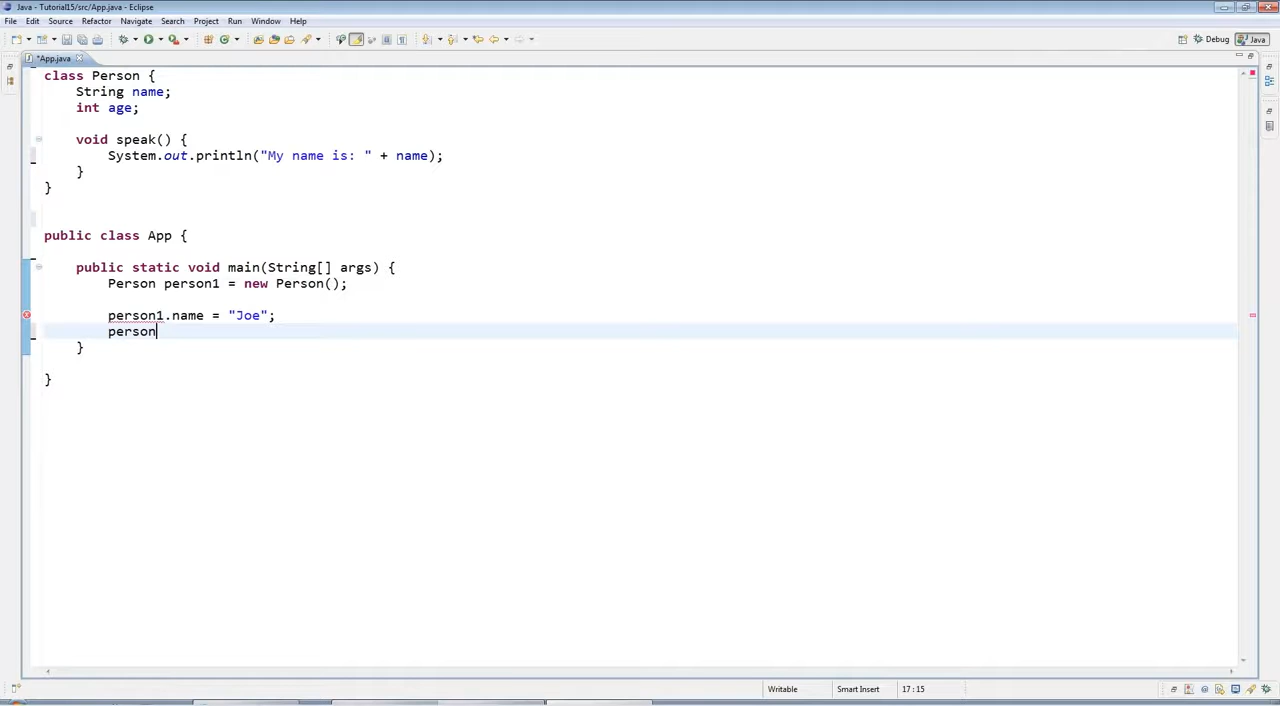 Java - Tutorial15/src/App.java - Eclipse
File Edit Source Refactor Navigate Search Project Run Window Help
Debug Java
*App.java
class Person {
String name;
int age;
void speak() {
System.out.println("My name is: " + name);
}
}
public class App {
public static void main(String[] args) {
Person person1 = new Person();
person1.name = "Joe";
person
}
}
Writable Smart Insert 17 : 15